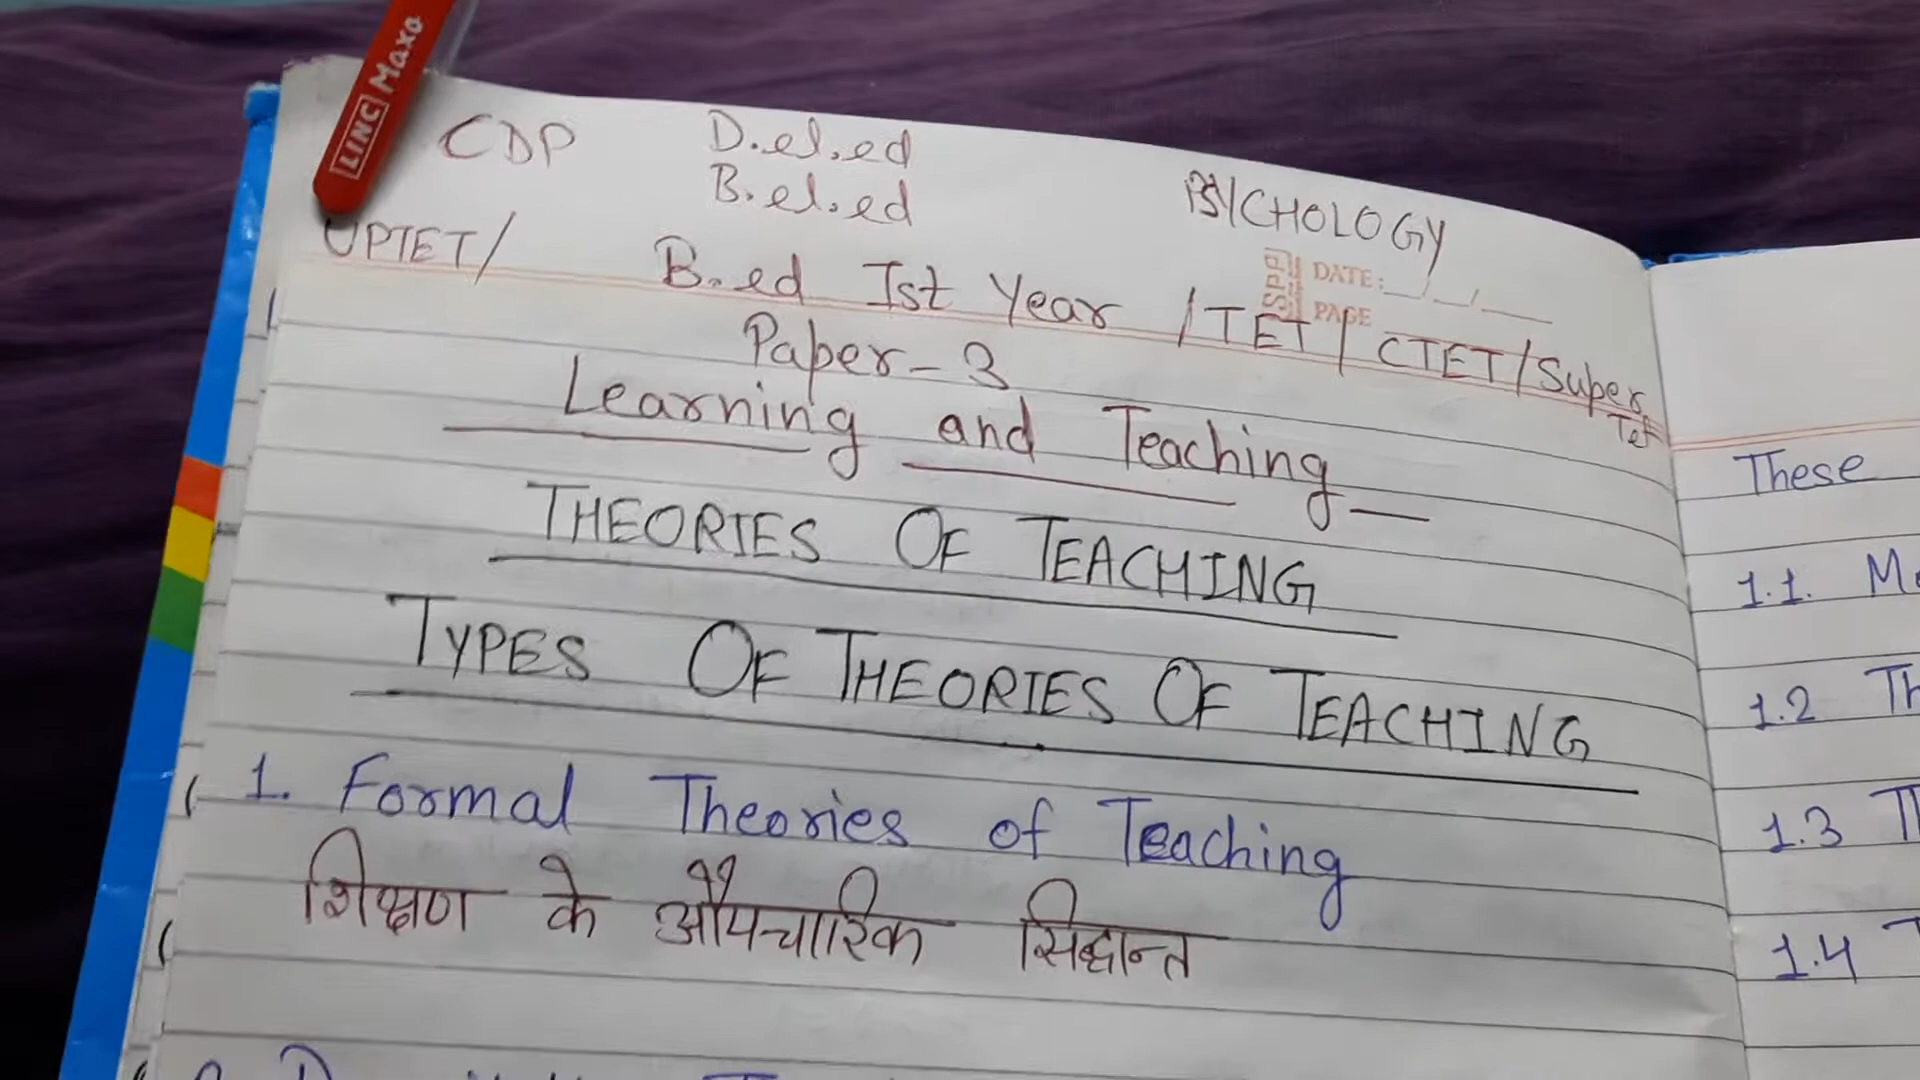 LINC Maxo
CDP
D.el.ed
B.el.ed
PSYCHOLOGY
DATE:
PAGE
UPTET/
B.ed Ist Year /TET/ CTET/Super Tet
Paper-3
Learning and Teaching
THEORIES OF TEACHING
TYPES OF THEORIES OF TEACHING
1. Formal Theories of Teaching
शिक्षण के औपचारिक सिद्धान्त
These
1.1.
1.2
1.3
1.4